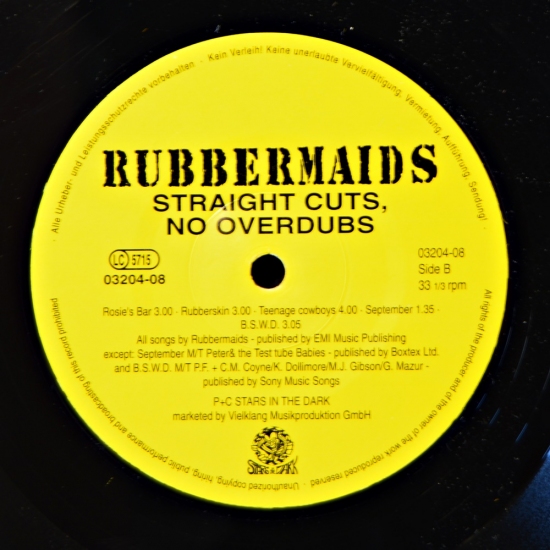 Alle Urheber- und Leistungsschutzrechte vorbehalten · Kein Verleih! Keine unerlaubte Vervielfältigung, Vermietung, Aufführung, Sendung! ·
RUBBERMAIDS
STRAIGHT CUTS,
NO OVERDUBS
LC 5715
03204-08
03204-08
Side B
33 1/3 rpm
Rosie's Bar 3.00 · Rubberskin 3.00 · Teenage cowboys 4.00 · September 1.35 ·
B.S.W.D. 3.05
All songs by Rubbermaids - published by EMI Music Publishing
except: September M/T Peter& the Test tube Babies - published by Boxtex Ltd.
and B.S.W.D. M/T P.F. + C.M. Coyne/K. Dollimore/M.J. Gibson/G. Mazur -
published by Sony Music Songs
P+C STARS IN THE DARK
marketed by Vielklang Musikproduktion GmbH
STARS IN THE DARK
All rights of the producer and of the owner of the work reproduced reserved · Unauthorized copying, hiring, public performance and broadcasting of this record prohibited